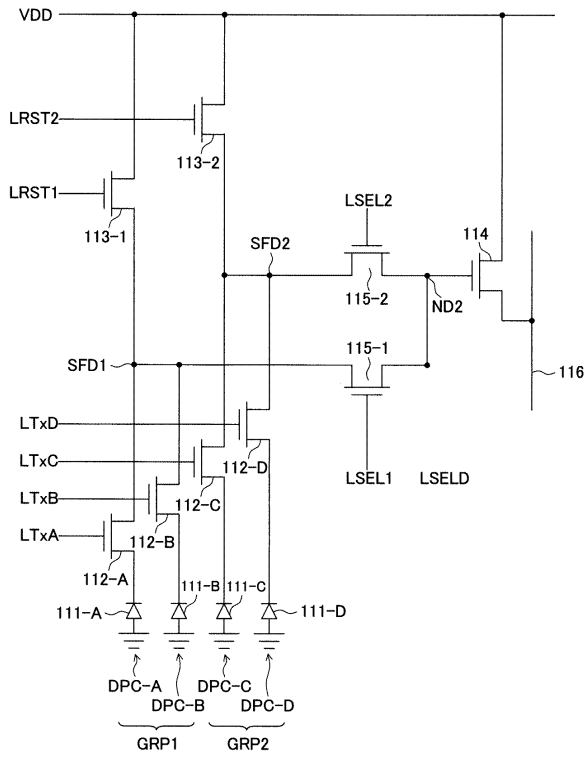 VDD
LRST2
113-2
LRST1
113-1
LSEL2
114
SFD2
115-2
ND2
115-1
SFD1
116
LTxD
LTxC
112-D
LSEL1
LSELD
LTxB
112-C
LTxA
112-B
112-A
111-A
111-B
111-C
111-D
DPC-A
DPC-C
DPC-B
DPC-D
GRP1
GRP2